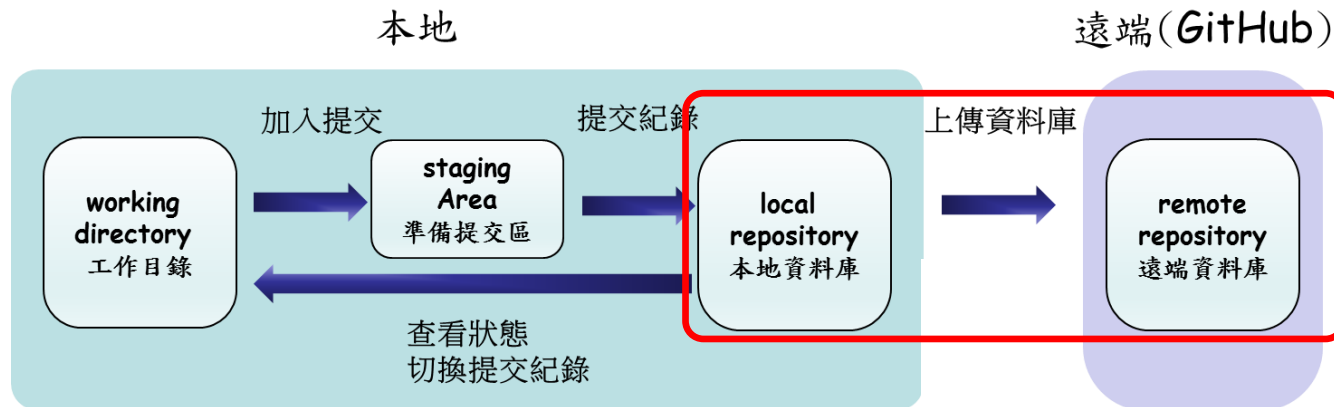 本地
遠端(GitHub)
加入提交
提交紀錄
上傳資料庫
working
directory
工作目錄
staging
Area
準備提交區
local
repository
本地資料庫
remote
repository
遠端資料庫
查看狀態
切換提交紀錄